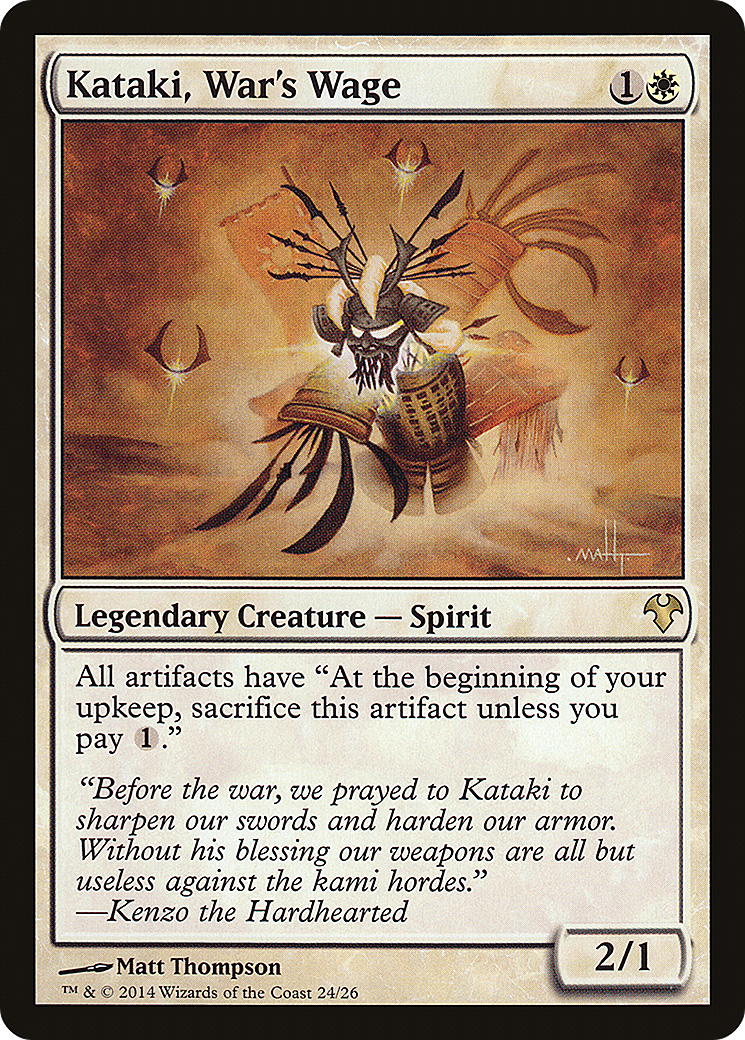 Kataki, War's Wage 1
MATT
Legendary Creature — Spirit
All artifacts have “At the beginning of your
upkeep, sacrifice this artifact unless you
pay 1.”
“Before the war, we prayed to Kataki to
sharpen our swords and harden our armor.
Without his blessing our weapons are all but
useless against the kami hordes.”
—Kenzo the Hardhearted
2/1
Matt Thompson
™ & © 2014 Wizards of the Coast 24/26